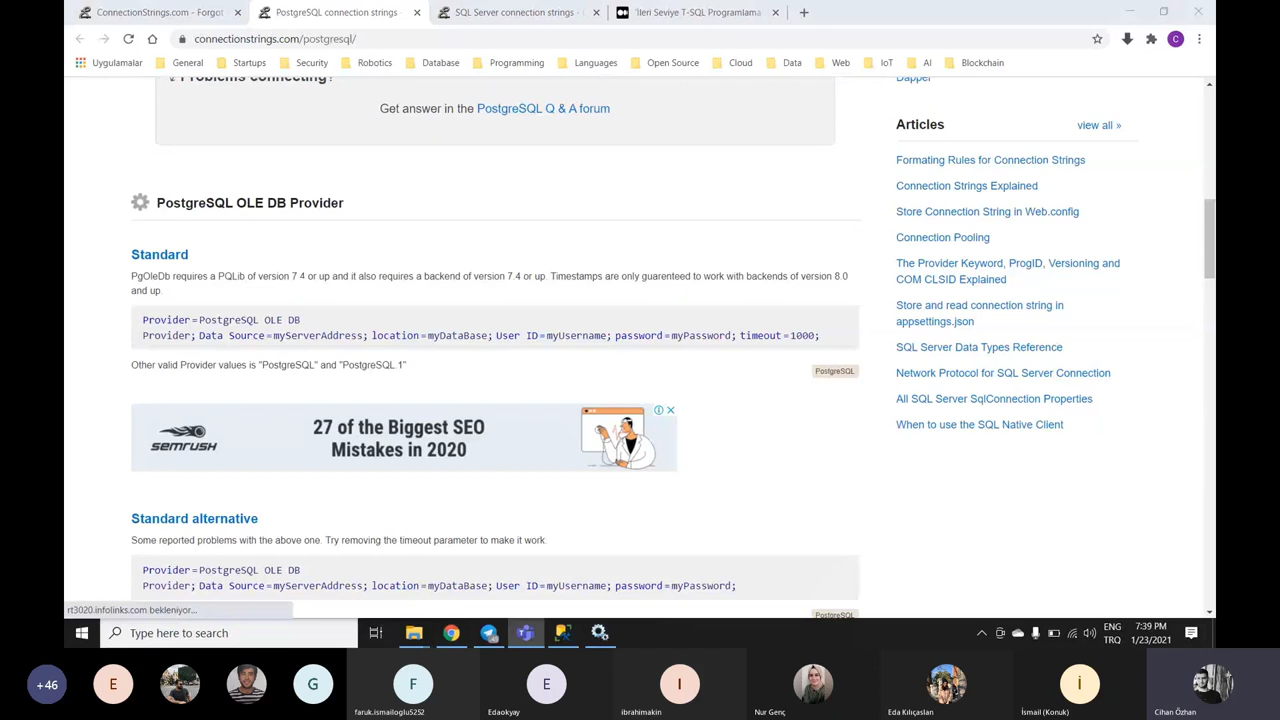 ConnectionStrings.com - Forgot
PostgreSQL connection strings
SQL Server connection strings -
'İleri Seviye T-SQL Programlama
connectionstrings.com/postgresql/
C
Uygulamalar
General
Startups
Security
Robotics
Database
Programming
Languages
Open Source
Cloud
Data
Web
IoT
AI
Blockchain
Problems connecting?
Get answer in the PostgreSQL Q & A forum
PostgreSQL OLE DB Provider
Standard
PgOleDb requires a PQLib of version 7.4 or up and it also requires a backend of version 7.4 or up. Timestamps are only guarenteed to work with backends of version 8.0
and up.
Provider=PostgreSQL OLE DB
Provider; Data Source=myServerAddress; location=myDataBase; User ID=myUsername; password=myPassword; timeout=1000;
Other valid Provider values is "PostgreSQL" and "PostgreSQL.1"
PostgreSQL
SEMRUSH
27 of the Biggest SEO
Mistakes in 2020
Standard alternative
Some reported problems with the above one. Try removing the timeout parameter to make it work.
Provider=PostgreSQL OLE DB
Provider; Data Source=myServerAddress; location=myDataBase; User ID=myUsername; password=myPassword;
PostgreSQL
Dapper
Articles
view all »
Formating Rules for Connection Strings
Connection Strings Explained
Store Connection String in Web.config
Connection Pooling
The Provider Keyword, ProgID, Versioning and
COM CLSID Explained
Store and read connection string in
appsettings.json
SQL Server Data Types Reference
Network Protocol for SQL Server Connection
All SQL Server SqlConnection Properties
When to use the SQL Native Client
rt3020.infolinks.com bekleniyor...
Type here to search
ENG
TRQ
7:39 PM
1/23/2021
+46
E
G
F
E
I
İ
faruk.ismailoglu5252
Edaokyay
ibrahimakin
Nur Genç
Eda Kılıçaslan
İsmail (Konuk)
Cihan Özhan